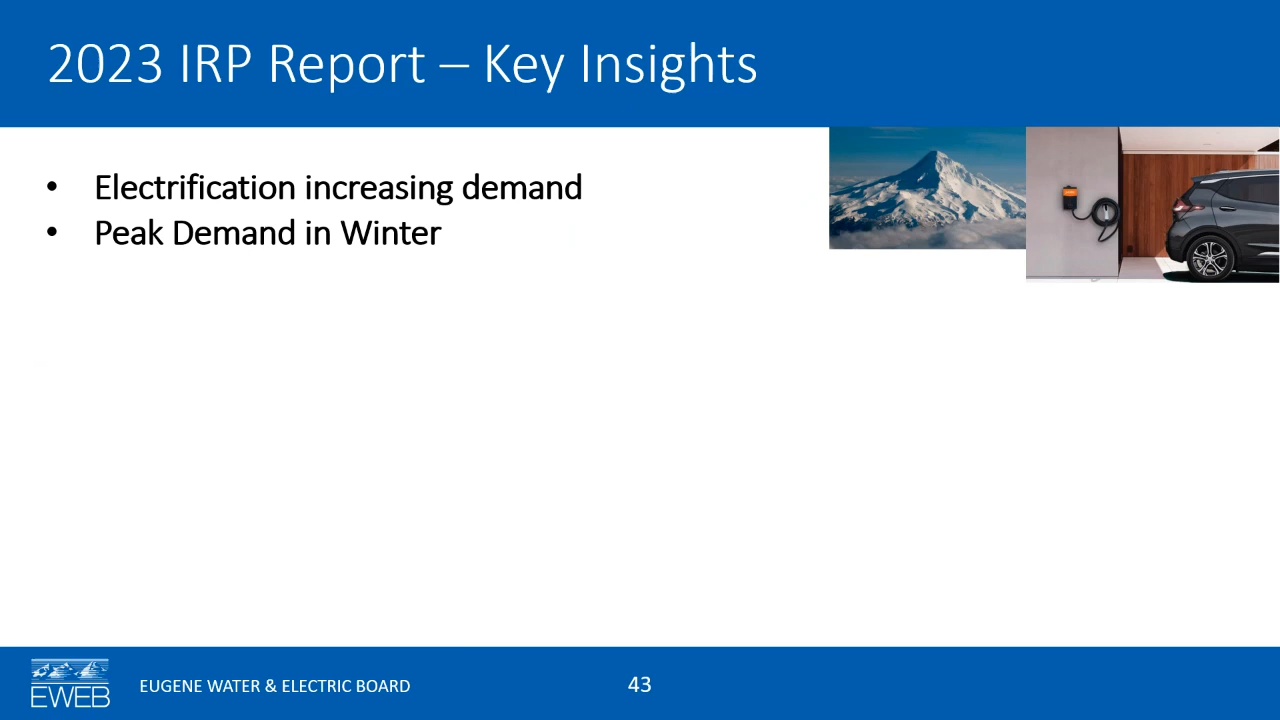 2023 IRP Report – Key Insights
• Electrification increasing demand
• Peak Demand in Winter
EWEB
EUGENE WATER & ELECTRIC BOARD
43